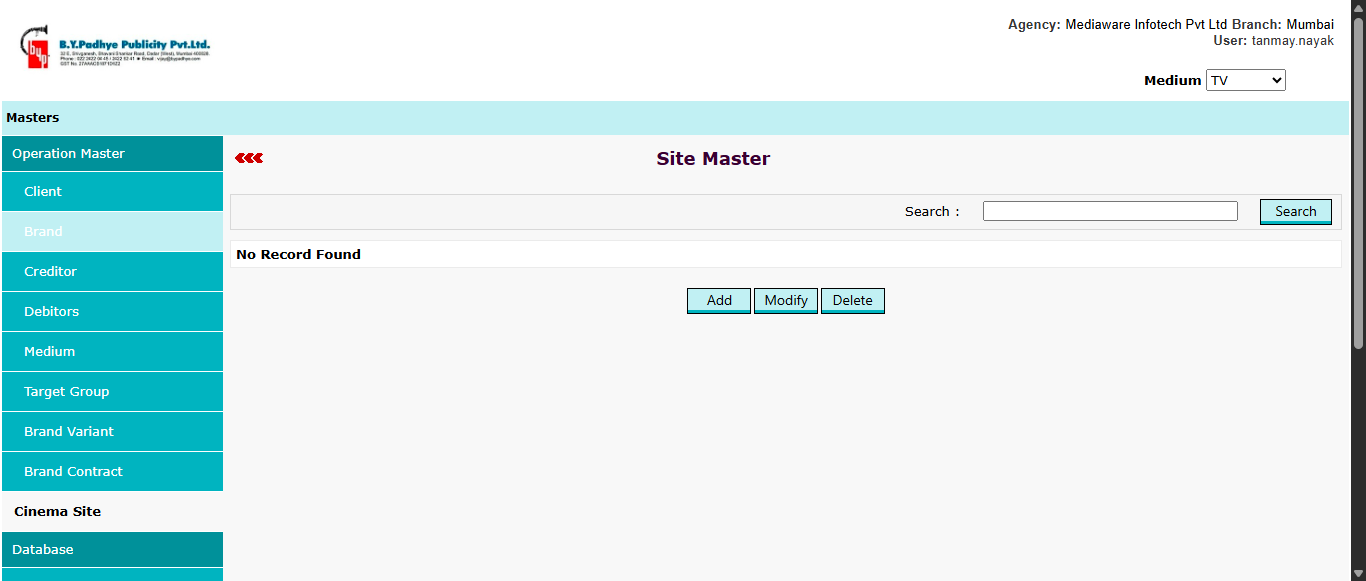 B.Y.Padhye Publicity Pvt.Ltd.
Agency: Mediaware Infotech Pvt Ltd Branch: Mumbai
User: tanmay.nayak
Medium TV
Masters
Operation Master
Client
Brand
Creditor
Debitors
Medium
Target Group
Brand Variant
Brand Contract
Cinema Site
Database
Site Master
Search :
Search
No Record Found
Add Modify Delete